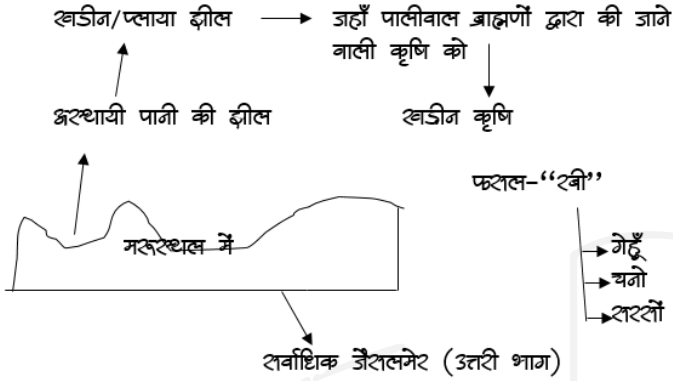 खडीन/प्लाया झील → जहाँ पालीवाल ब्राह्मणों द्वारा की जाने
वाली कृषि को
अस्थायी पानी की झील
खडीन कृषि
फसल-“रबी”
मरूस्थल में
गेहूँ
चनो
सरसों
सर्वाधिक जैसलमेर (उत्तरी भाग)